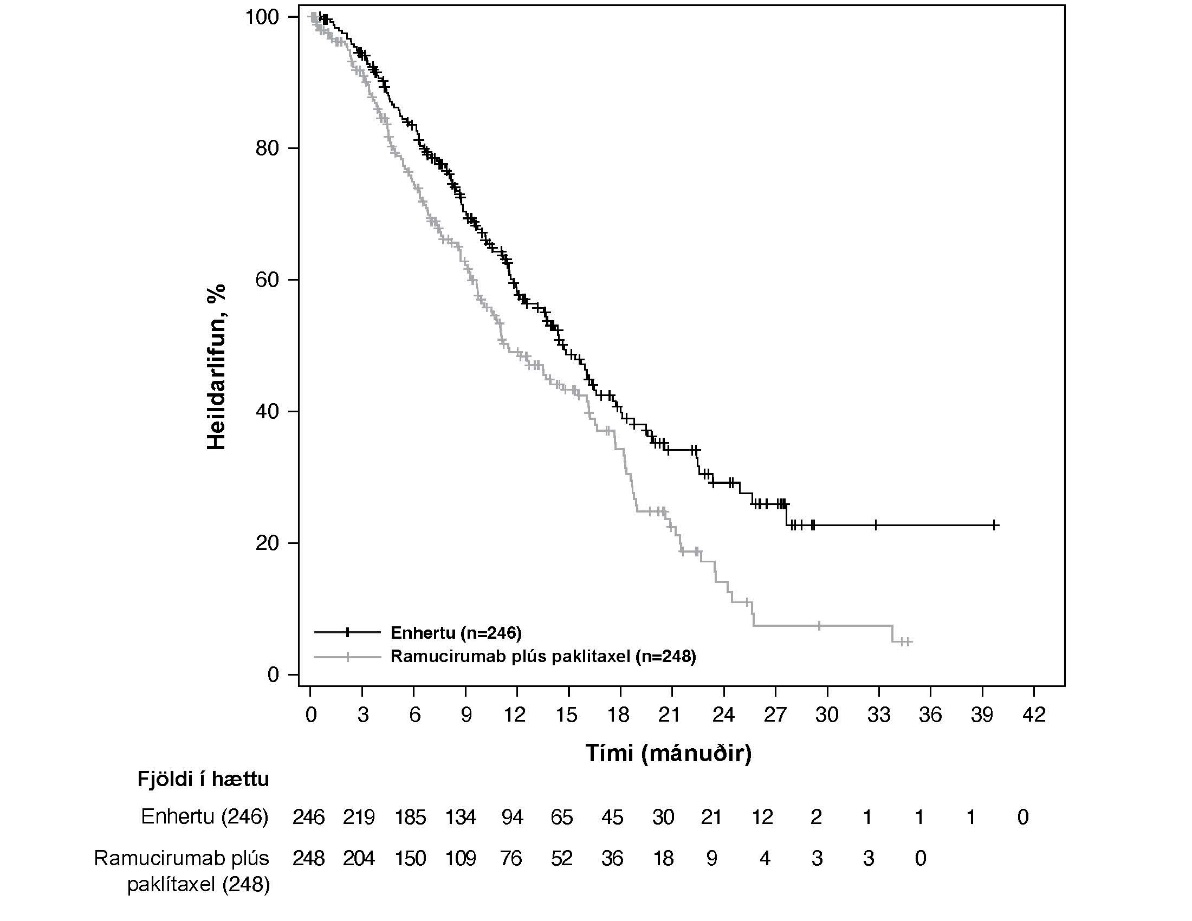 100
80
60
40
20
0
Heildarlifun, %
Enhertu (n=246)
Ramucirumab plús paklitaxel (n=248)
0 3 6 9 12 15 18 21 24 27 30 33 36 39 42
Tími (mánuðir)
Fjöldi í hættu
Enhertu (246) 246 219 185 134 94 65 45 30 21 12 2 1 1 1 0
Ramucirumab plús 248 204 150 109 76 52 36 18 9 4 3 3 0
paklítaxel (248)